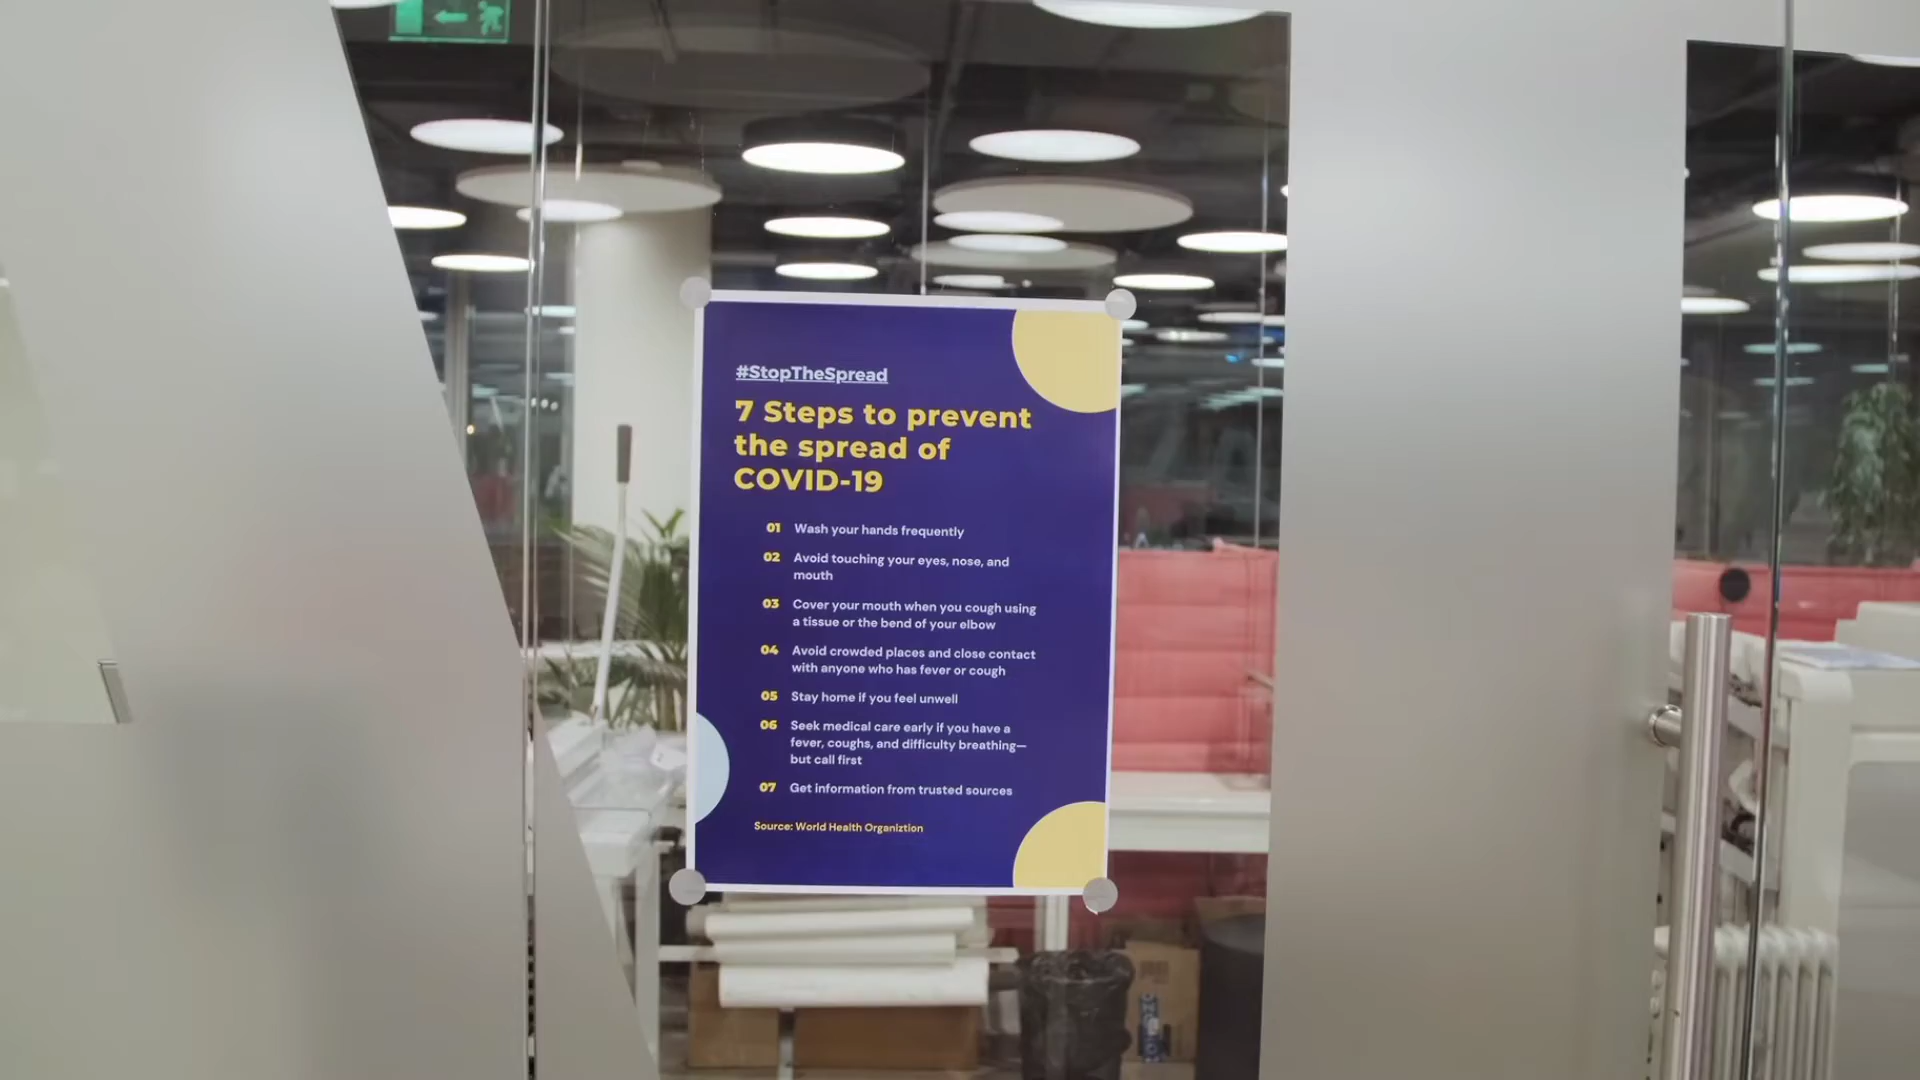 #StopTheSpread
7 Steps to prevent
the spread of
COVID-19
01 Wash your hands frequently
02 Avoid touching your eyes, nose, and
mouth
03 Cover your mouth when you cough using
a tissue or the bend of your elbow
04 Avoid crowded places and close contact
with anyone who has fever or cough
05 Stay home if you feel unwell
06 Seek medical care early if you have a
fever, coughs, and difficulty breathing—
but call first
07 Get information from trusted sources
Source: World Health Organiztion